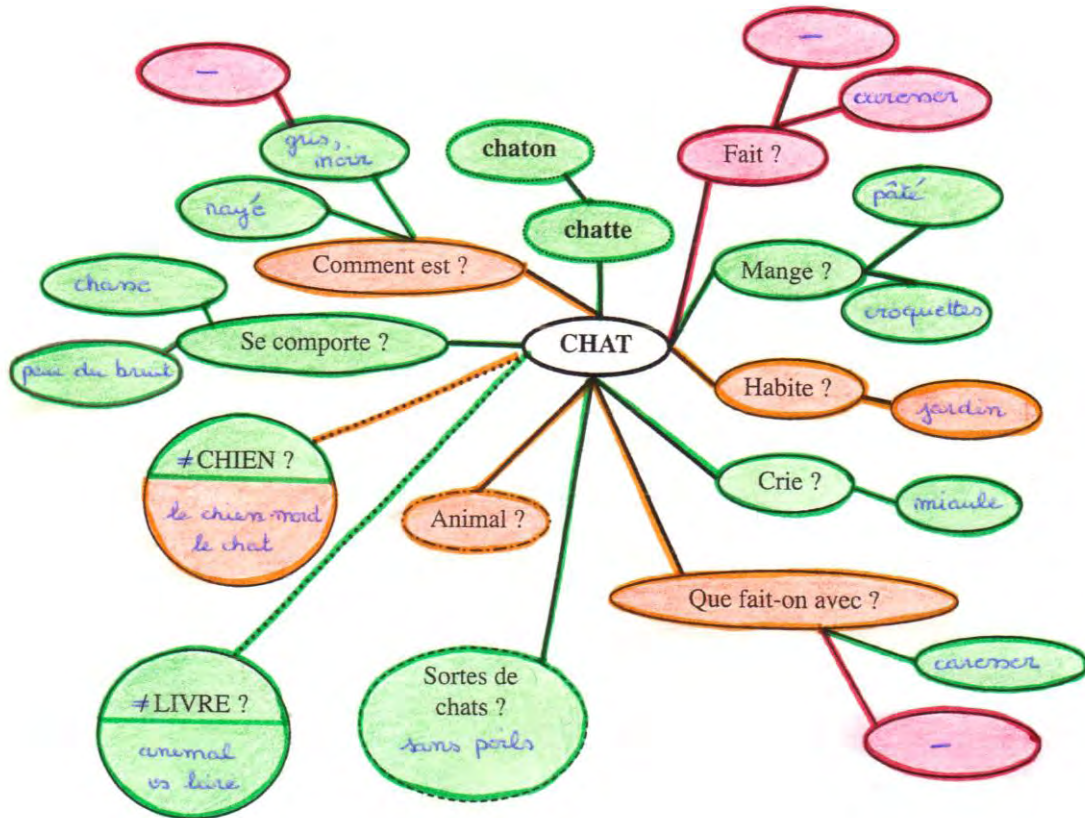 —
—
caresser
gris,
noir
chaton
Fait ?
pâté
rayé
chatte
Comment est ?
Mange ?
chasse
croquettes
Se comporte ?
CHAT
peur du bruit
Habite ?
jardin
≠CHIEN ?
Crie ?
le chien mord
le chat
Animal ?
miaule
Que fait-on avec ?
caresser
Sortes de
chats ?
≠LIVRE ?
sans poils
—
animal
vs lire